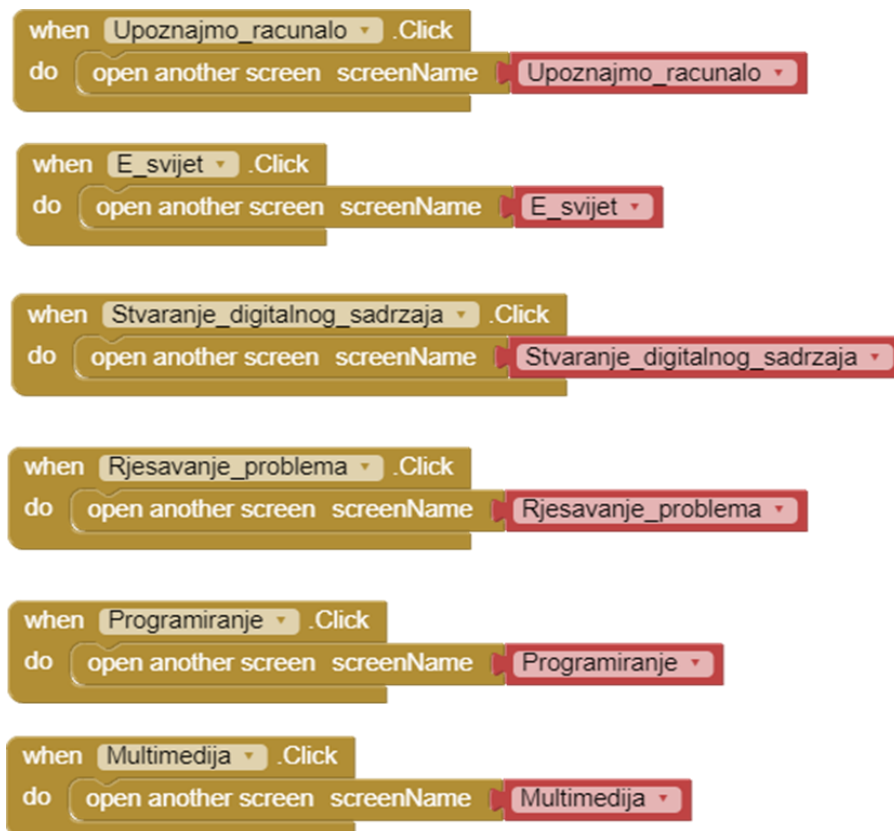 when Upoznajmo_racunalo .Click
do open another screen screenName Upoznajmo_racunalo
when E_svijet .Click
do open another screen screenName E_svijet
when Stvaranje_digitalnog_sadrzaja .Click
do open another screen screenName Stvaranje_digitalnog_sadrzaja
when Rjesavanje_problema .Click
do open another screen screenName Rjesavanje_problema
when Programiranje .Click
do open another screen screenName Programiranje
when Multimedija .Click
do open another screen screenName Multimedija